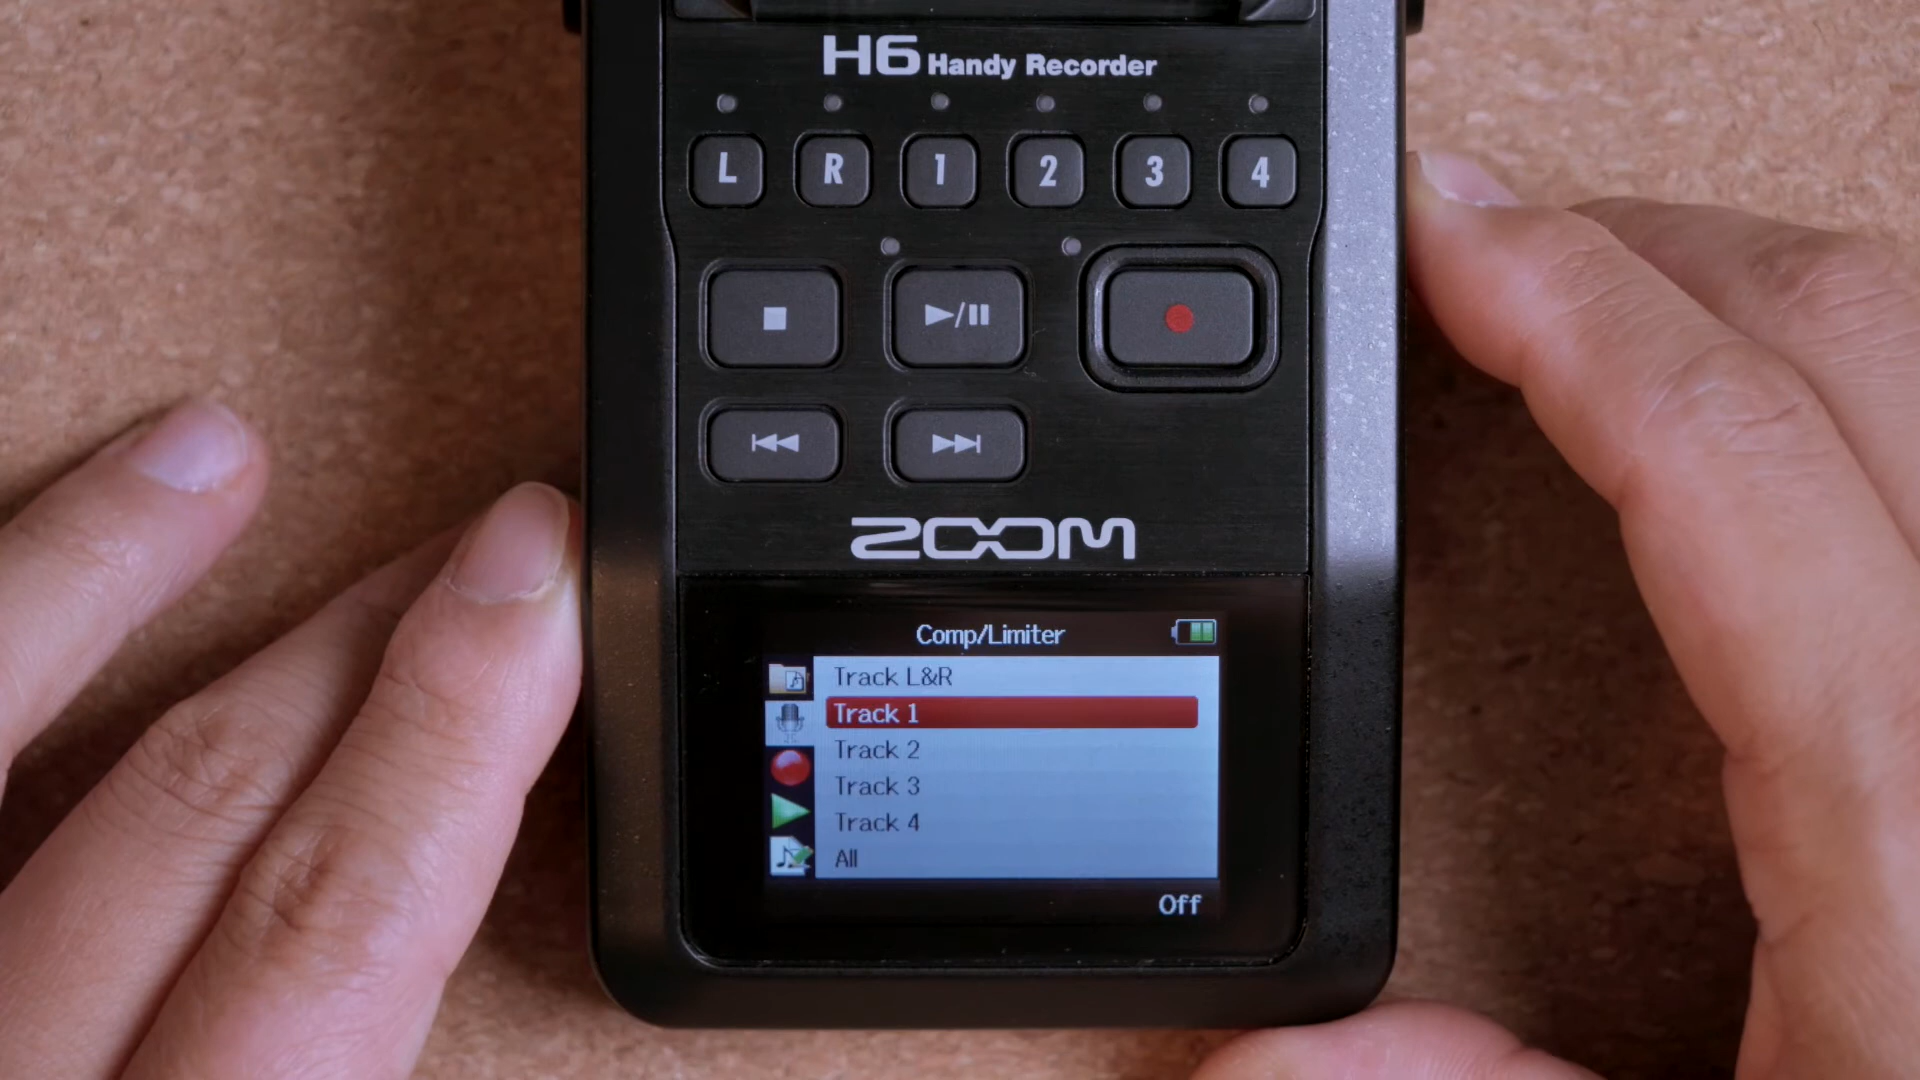 H6 Handy Recorder
L R 1 2 3 4
ZOOM
Comp/Limiter
Track L&R
Track 1
Track 2
Track 3
Track 4
All
Off